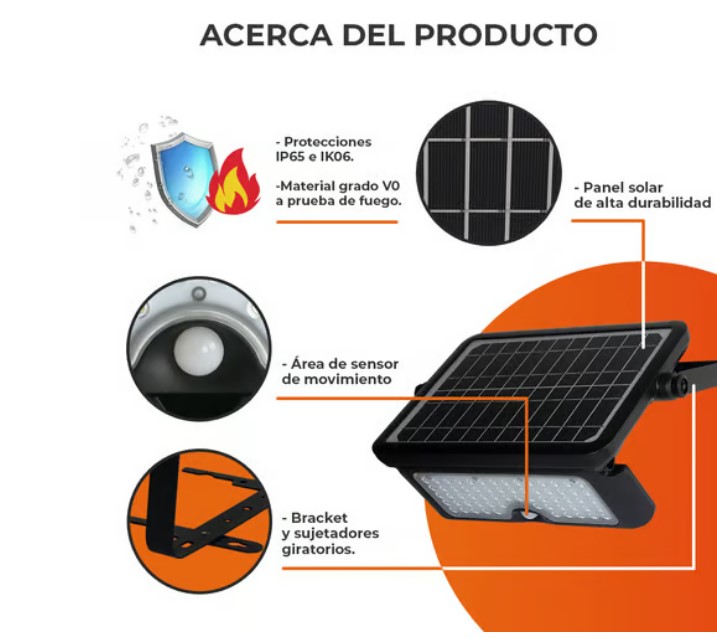 ACERCA DEL PRODUCTO
- Protecciones
IP65 e IK06.
-Material grado V0
a prueba de fuego.
- Panel solar
de alta durabilidad
- Área de sensor
de movimiento
- Bracket
y sujetadores
giratorios.